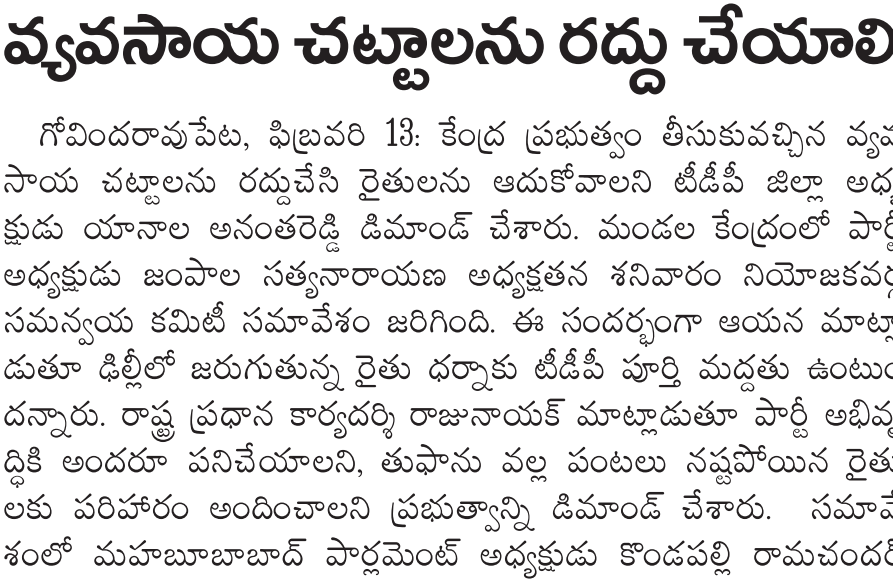 వ్యవసాయ చట్టాలను రద్దు చేయాలి
గోవిందరావుపేట, ఫిబ్రవరి 13: కేంద్ర ప్రభుత్వం తీసుకువచ్చిన వ్యవ
సాయ చట్టాలను రద్దుచేసి రైతులను ఆదుకోవాలని టీడీపీ జిల్లా అధ్య
క్షుడు యానాల అనంతరెడ్డి డిమాండ్ చేశారు. మండల కేంద్రంలో పార్టీ
అధ్యక్షుడు జంపాల సత్యనారాయణ అధ్యక్షతన శనివారం నియోజకవర్గ
సమన్వయ కమిటీ సమావేశం జరిగింది. ఈ సందర్భంగా ఆయన మాట్లా
డుతూ ఢిల్లీలో జరుగుతున్న రైతు ధర్నాకు టీడీపీ పూర్తి మద్దతు ఉంటుం
దన్నారు. రాష్ట్ర ప్రధాన కార్యదర్శి రాజునాయక్ మాట్లాడుతూ పార్టీ అభివృ
ద్ధికి అందరూ పనిచేయాలని, తుఫాను వల్ల పంటలు నష్టపోయిన రైతు
లకు పరిహారం అందించాలని ప్రభుత్వాన్ని డిమాండ్ చేశారు. సమావే
శంలో మహబూబాబాద్ పార్లమెంట్ అధ్యక్షుడు కొండపల్లి రామచందర్